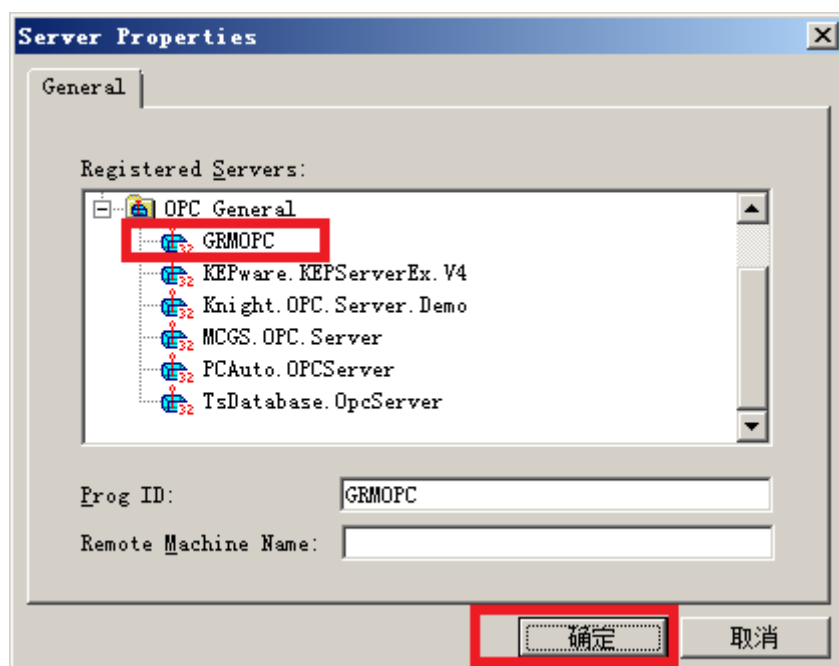 Server Properties
General
Registered Servers:
OPC General
GRMOPC
KEPware.KEPServerEx.V4
Knight.OPC.Server.Demo
MCGS.OPC.Server
PCAuto.OPCServer
TsDatabase.OpcServer
Prog ID: GRMOPC
Remote Machine Name:
确定 取消